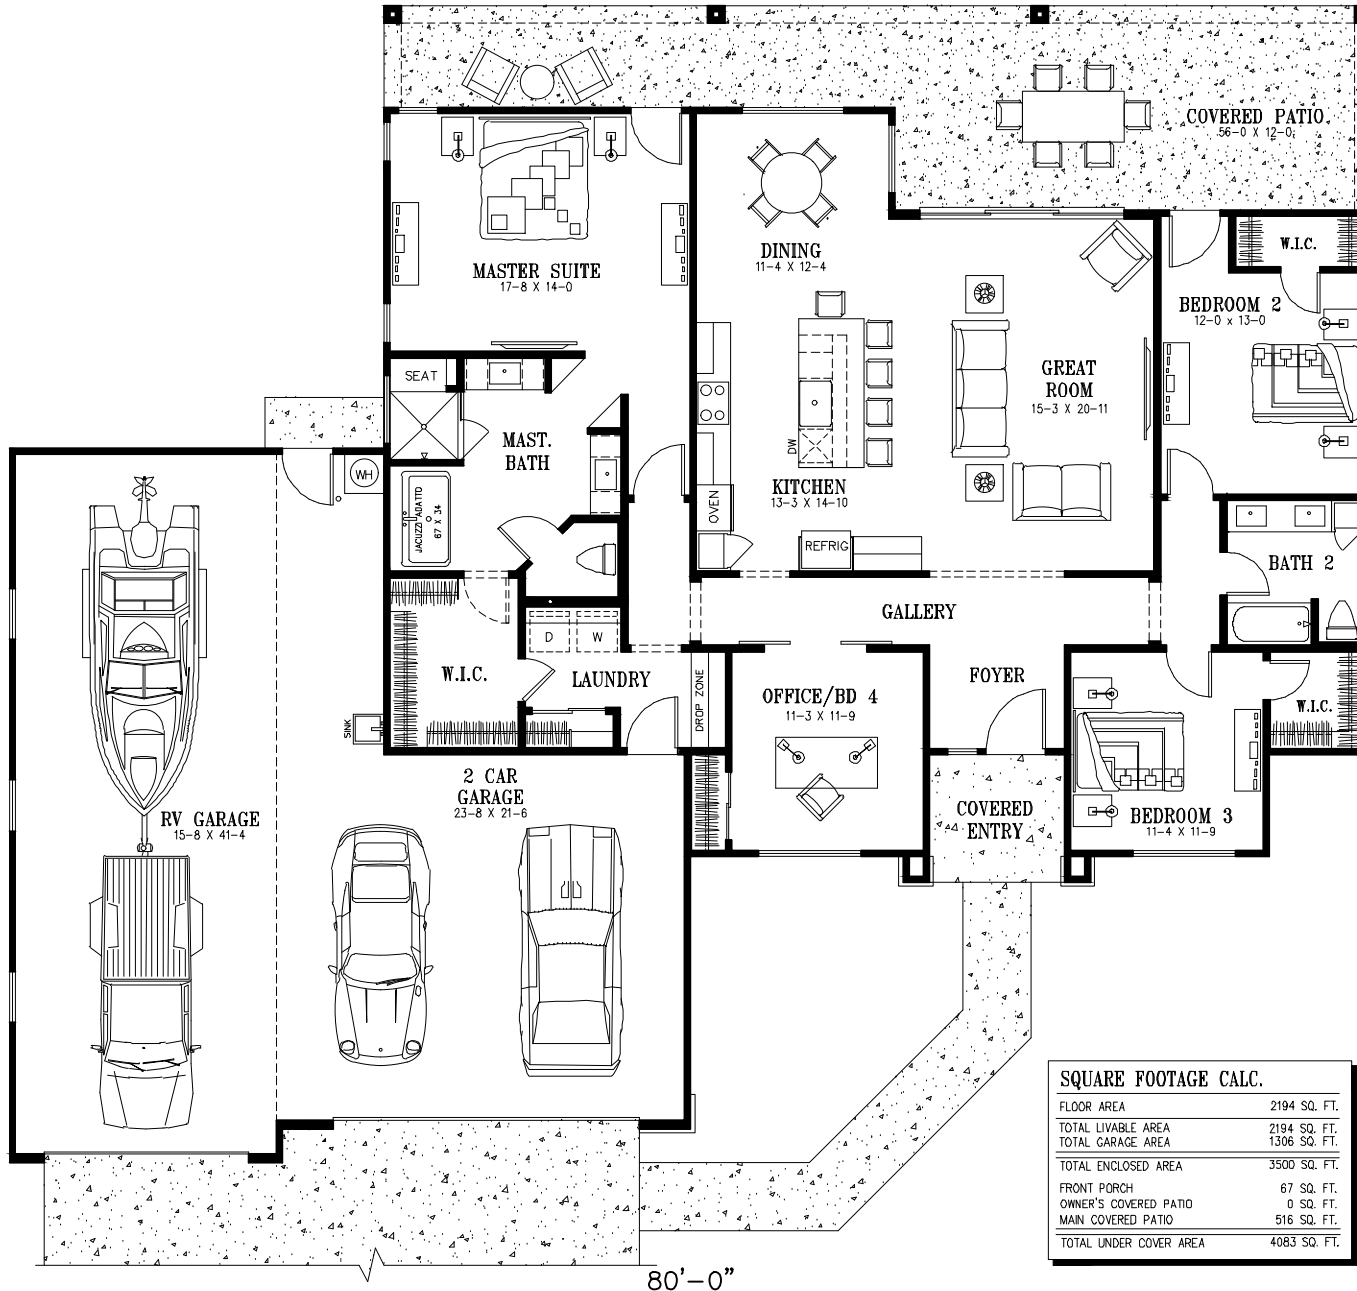 COVERED PATIO
56-0 X 12-0
MASTER SUITE
17-8 X 14-0
DINING
11-4 X 12-4
W.I.C.
BEDROOM 2
12-0 x 13-0
GREAT
ROOM
15-3 X 20-11
SEAT
MAST.
BATH
WH
JACUZZI TADATTO
67 X 34
DW
KITCHEN
13-3 X 14-10
OVEN
REFRIG
BATH 2
GALLERY
D
W
W.I.C.
LAUNDRY
DROP ZONE
OFFICE/BD 4
11-3 X 11-9
FOYER
W.I.C.
SINK
2 CAR
GARAGE
23-8 X 21-6
RV GARAGE
15-8 X 41-4
COVERED
ENTRY
BEDROOM 3
11-4 X 11-9
SQUARE FOOTAGE CALC.
FLOOR AREA 2194 SQ. FT.
TOTAL LIVABLE AREA 2194 SQ. FT.
TOTAL GARAGE AREA 1306 SQ. FT.
TOTAL ENCLOSED AREA 3500 SQ. FT.
FRONT PORCH 67 SQ. FT.
OWNER'S COVERED PATIO 0 SQ. FT.
MAIN COVERED PATIO 516 SQ. FT.
TOTAL UNDER COVER AREA 4083 SQ. FT.
80'-0"